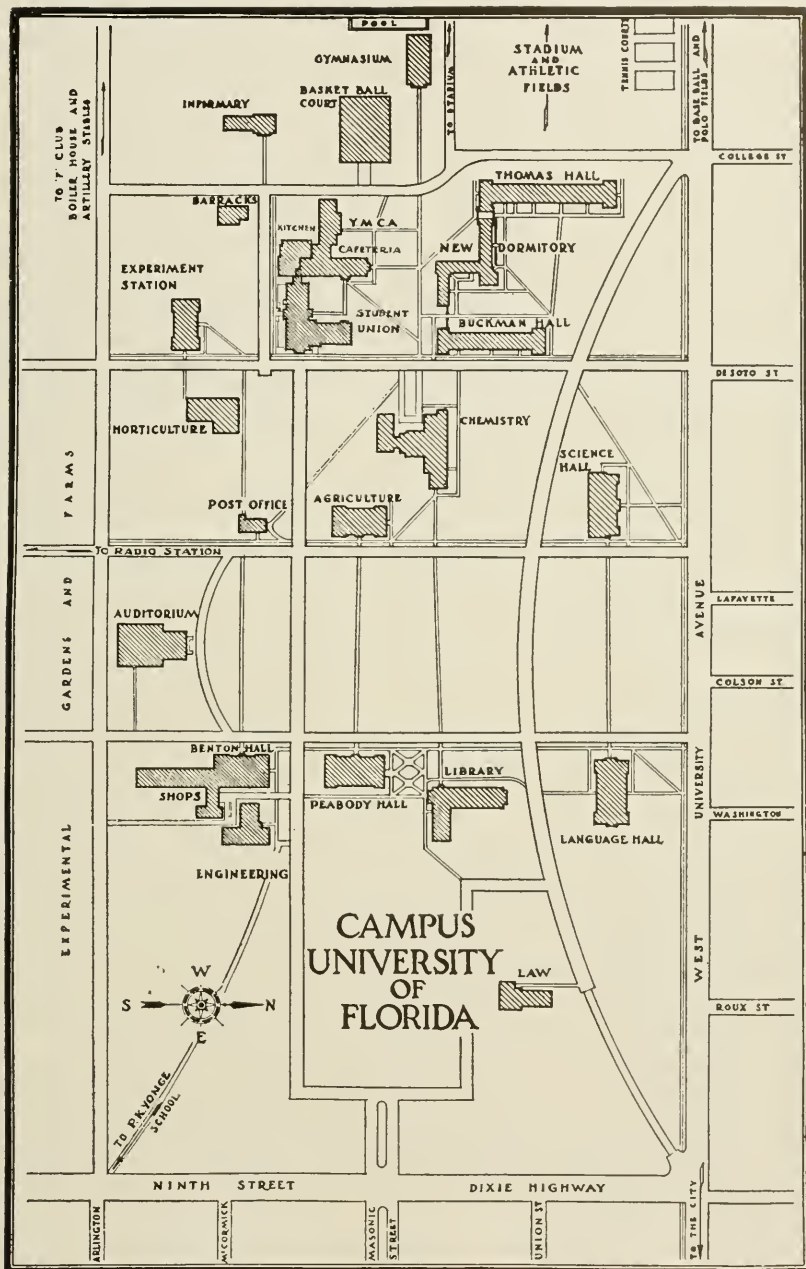 POOL
GYMNASIUM
STADIUM
AND
ATHLETIC
FIELDS
TENNIS COURTS
TO BASE BALL AND
POLO FIELDS
TO STADIUM
TO "F" CLUB
BOILER HOUSE AND
ARTILLERY STABLES
INFIRMARY
BASKET BALL
COURT
COLLEGE ST
THOMAS HALL
BARRACKS
YMCA
KITCHEN
CAFETERIA
NEW DORMITORY
EXPERIMENT
STATION
STUDENT
UNION
BUCKMAN HALL
DESOTO ST
HORTICULTURE
CHEMISTRY
SCIENCE
HALL
POST OFFICE
AGRICULTURE
TO RADIO STATION
LAFAYETTE
AUDITORIUM
COLSON ST
EXPERIMENTAL GARDENS AND FARMS
WEST UNIVERSITY AVENUE
BENTON HALL
SHOPS
PEABODY HALL
LIBRARY
LANGUAGE HALL
WASHINGTON
ENGINEERING
CAMPUS
UNIVERSITY
OF
FLORIDA
LAW
W
S
N
E
ROUX ST
TO P.K. YONGE
SCHOOL
NINTH STREET
DIXIE HIGHWAY
ARLINGTON
MCCORMICK
MASONIC
STREET
UNION ST
TO THE CITY